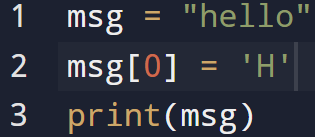 1 msg = "hello"
2 msg[0] = 'H'
3 print(msg)